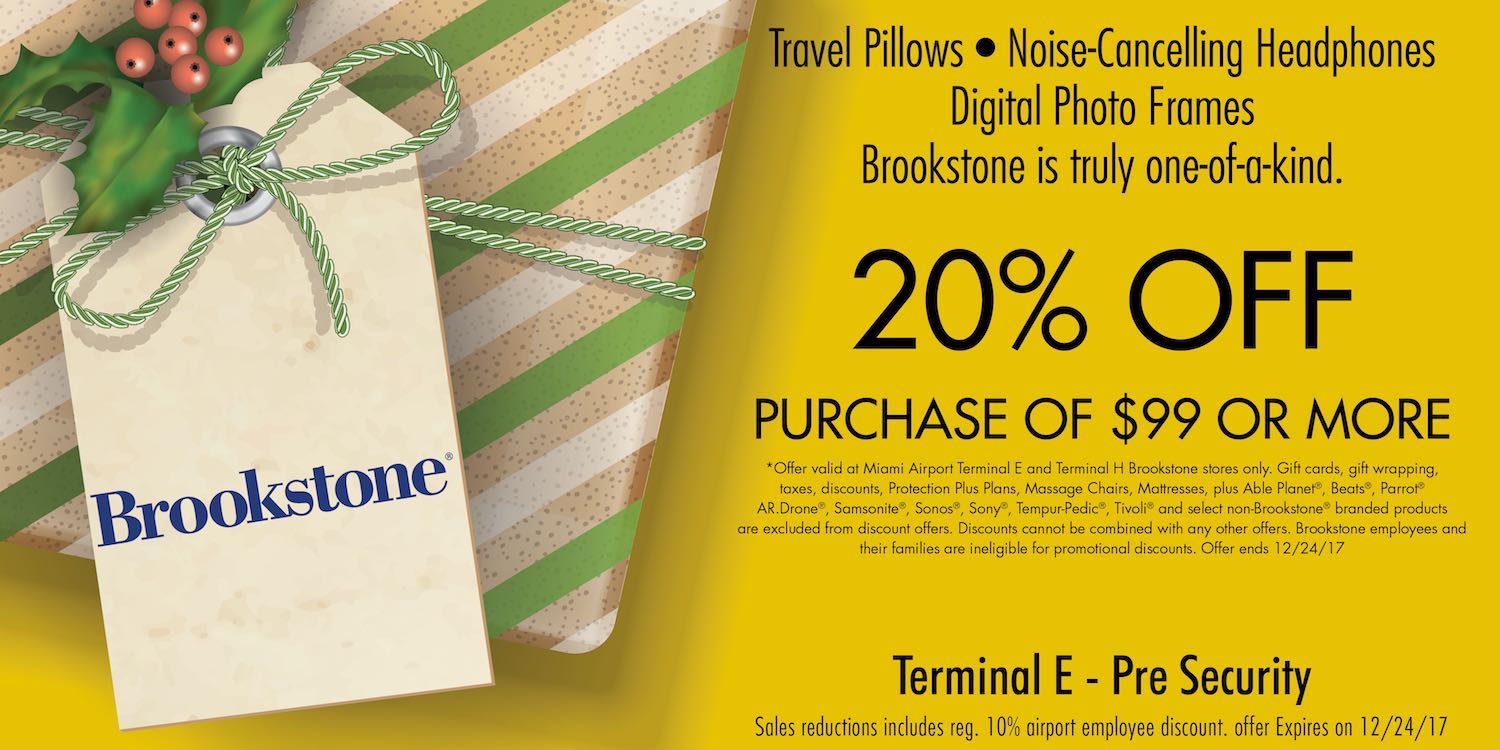 Brookstone®
Travel Pillows • Noise-Cancelling Headphones
Digital Photo Frames
Brookstone is truly one-of-a-kind.
20% OFF
PURCHASE OF $99 OR MORE
*Offer valid at Miami Airport Terminal E and Terminal H Brookstone stores only. Gift cards, gift wrapping,
taxes, discounts, Protection Plus Plans, Massage Chairs, Mattresses, plus Able Planet®, Beats®, Parrot®
AR.Drone®, Samsonite®, Sonos®, Sony®, Tempur-Pedic®, Tivoli® and select non-Brookstone® branded products
are excluded from discount offers. Discounts cannot be combined with any other offers. Brookstone employees and
their families are ineligible for promotional discounts. Offer ends 12/24/17
Terminal E - Pre Security
Sales reductions includes reg. 10% airport employee discount. offer Expires on 12/24/17